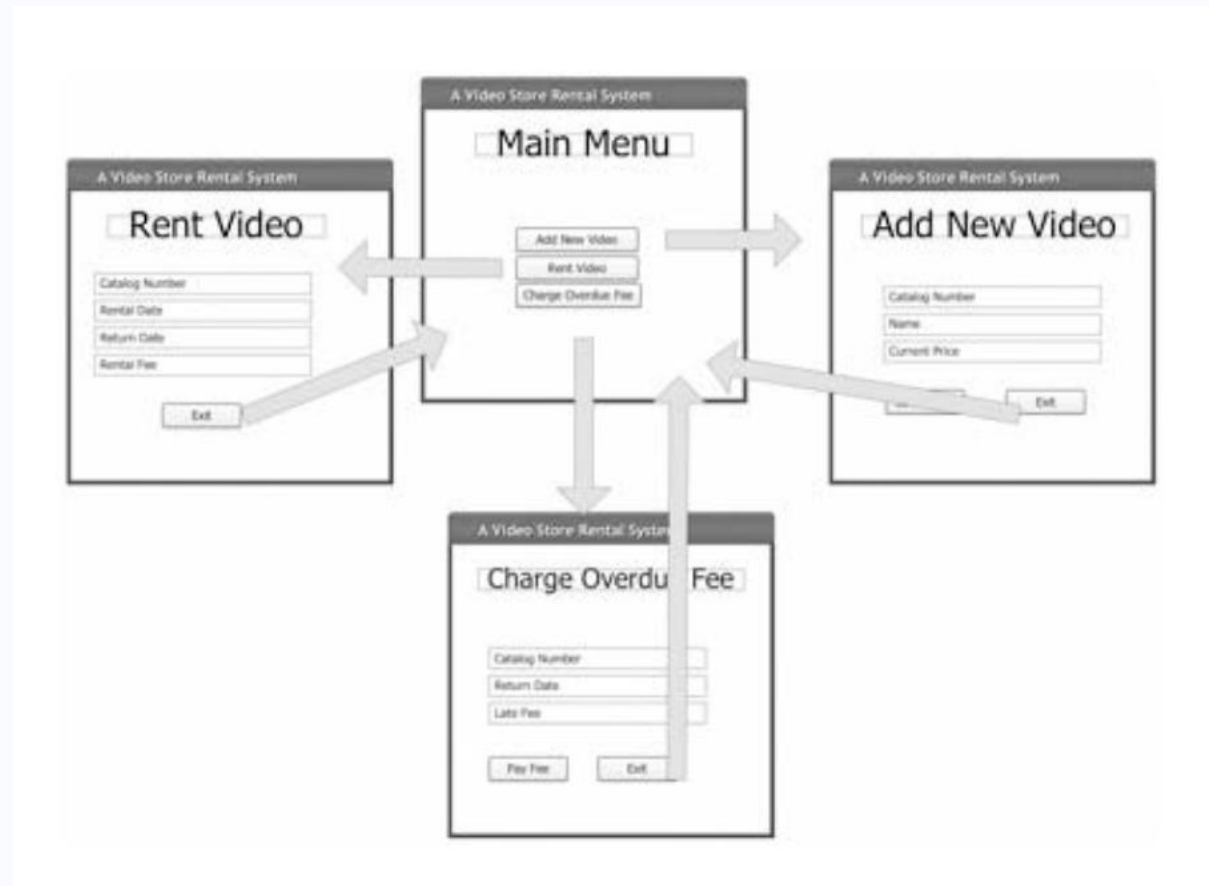 A Video Store Rental System
Main Menu
Add New Video
Rent Video
Charge Overdue Fee
A Video Store Rental System
Rent Video
Catalog Number
Rental Date
Return Date
Rental Fee
Exit
A Video Store Rental System
Add New Video
Catalog Number
Name
Current Price
Exit
A Video Store Rental
Charge Fee
Catalog Number
Return Date
Late Fee
Pay Fee
Exit